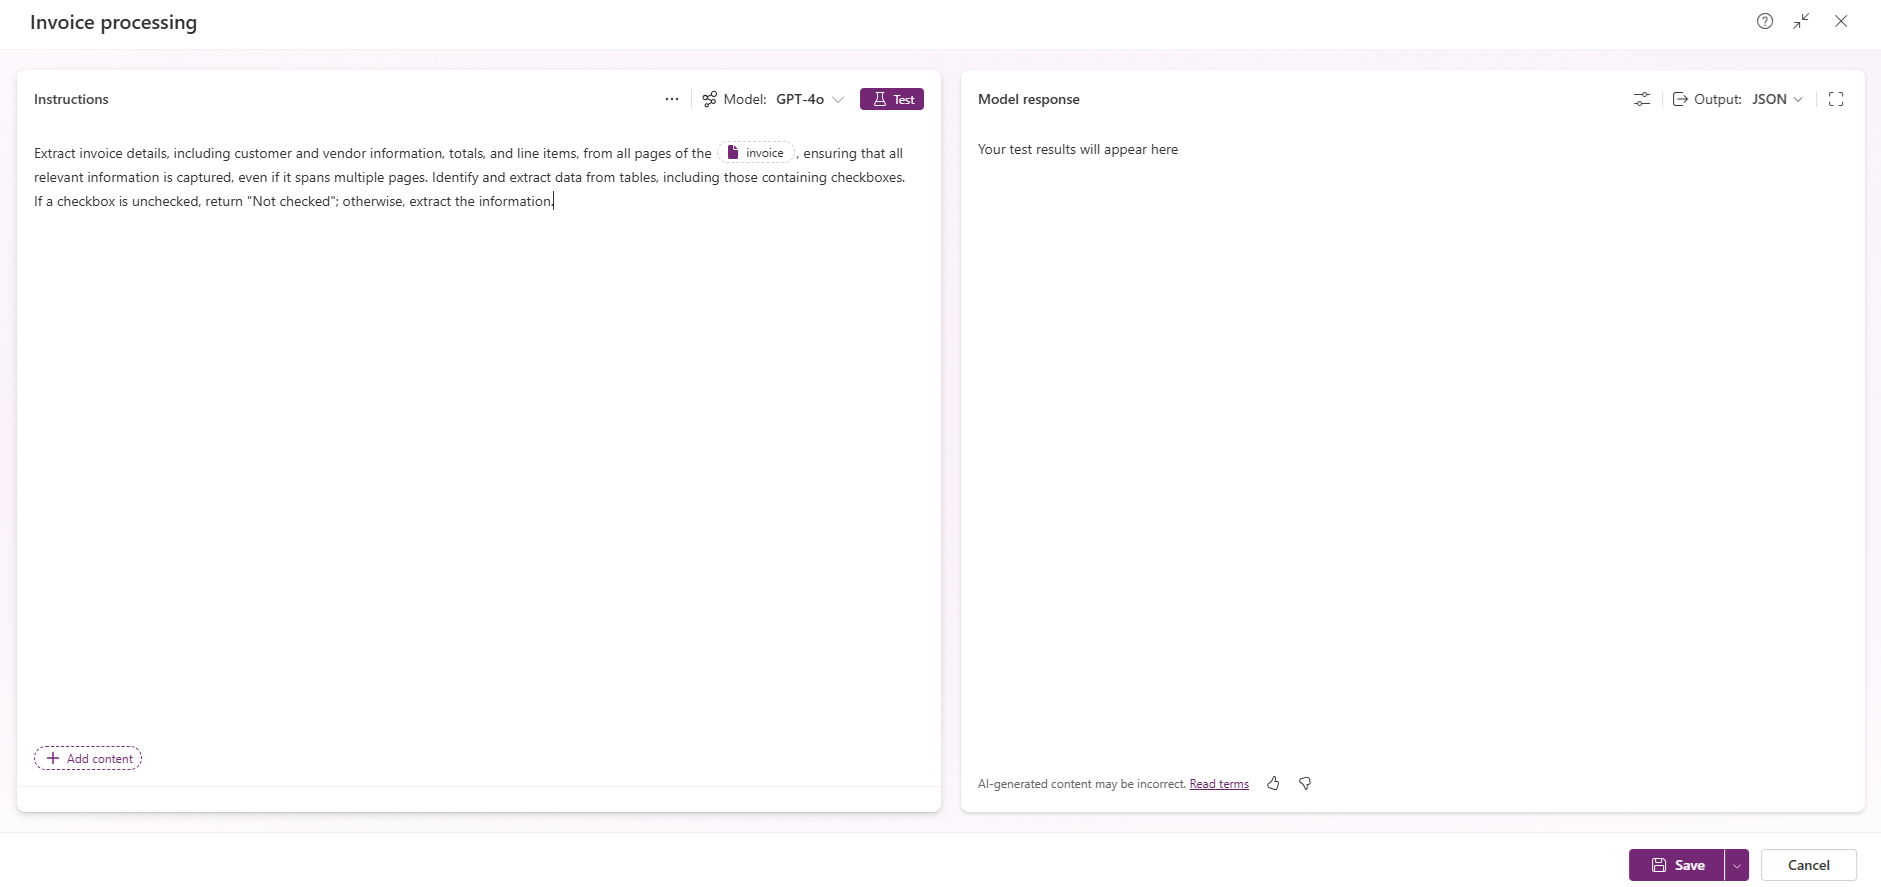 Invoice processing
Instructions
Model: GPT-4o
Test
Extract invoice details, including customer and vendor information, totals, and line items, from all pages of the invoice , ensuring that all
relevant information is captured, even if it spans multiple pages. Identify and extract data from tables, including those containing checkboxes.
If a checkbox is unchecked, return "Not checked"; otherwise, extract the information.
Add content
Model response
Output: JSON
Your test results will appear here
AI-generated content may be incorrect. Read terms
Save
Cancel